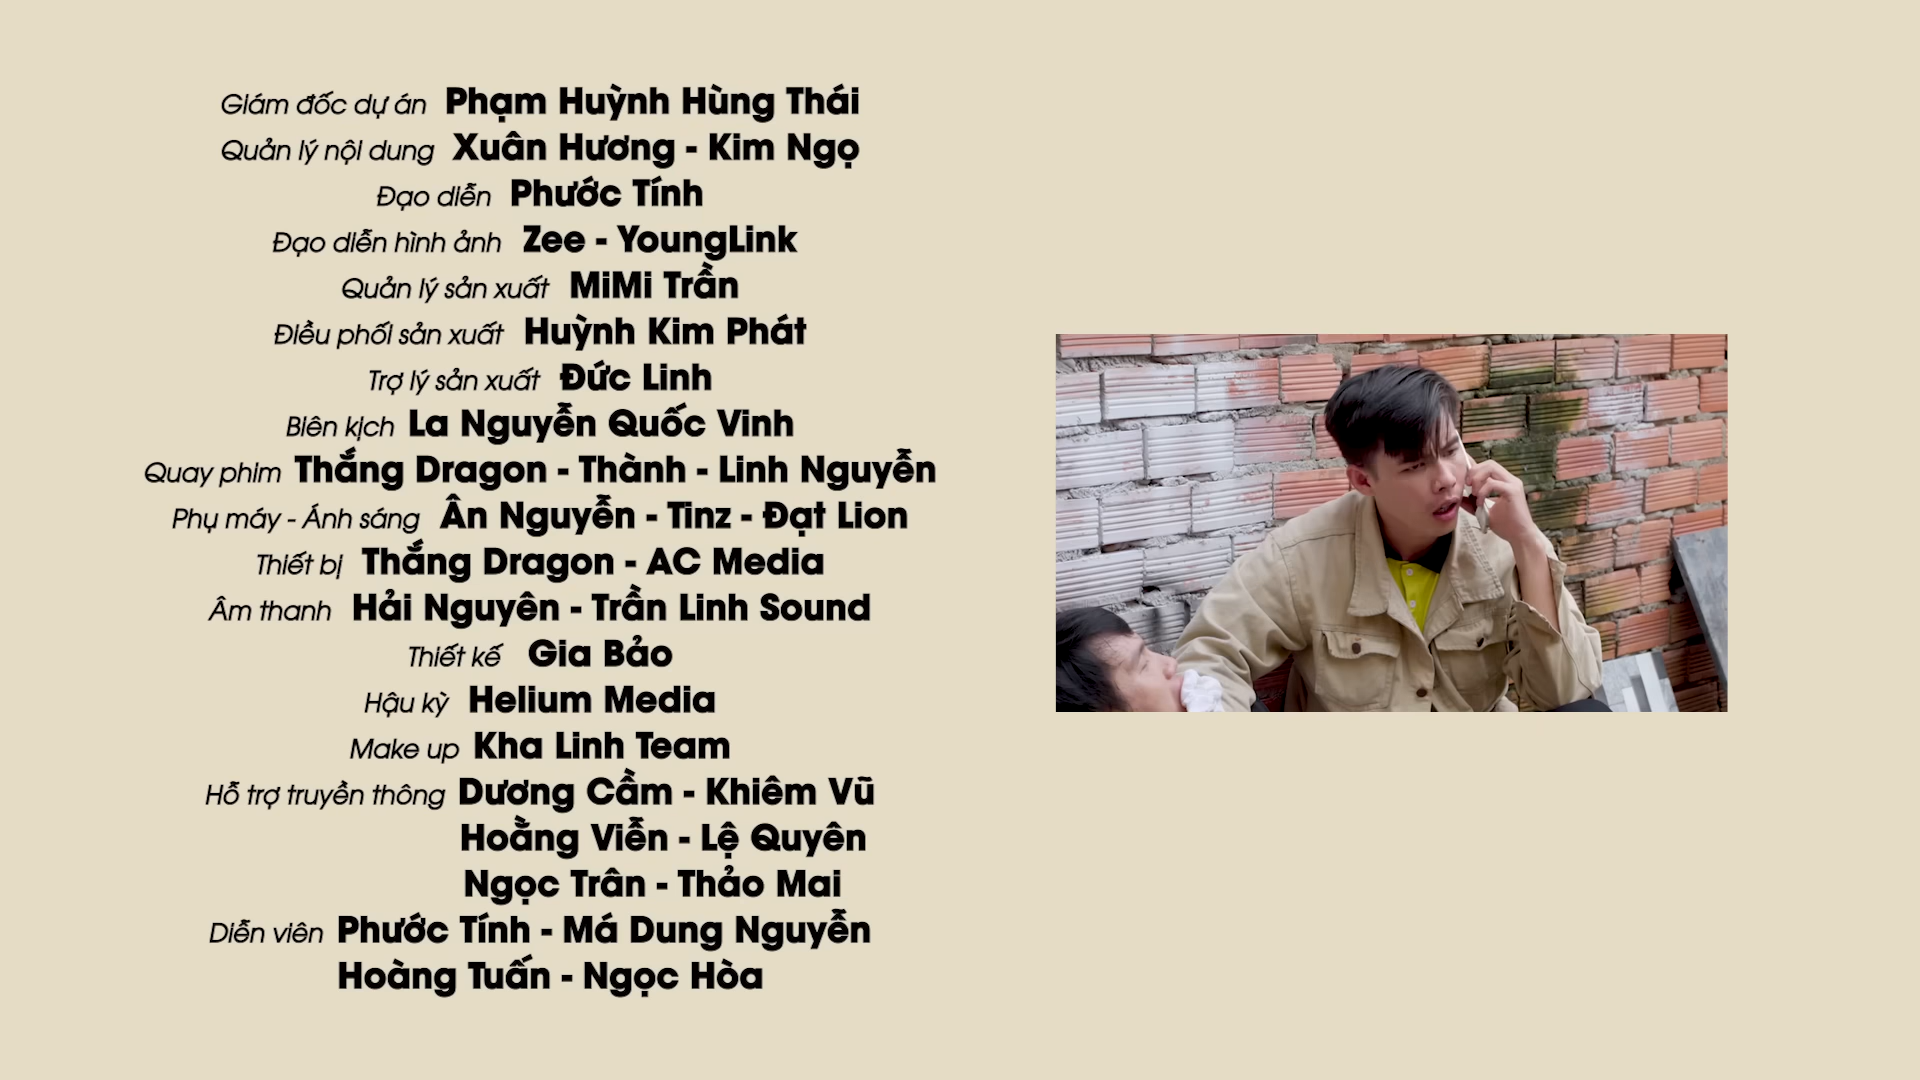 Giám đốc dự án Phạm Huỳnh Hùng Thái
Quản lý nội dung Xuân Hương - Kim Ngọ
Đạo diễn Phước Tính
Đạo diễn hình ảnh Zee - YoungLink
Quản lý sản xuất MiMi Trần
Điều phối sản xuất Huỳnh Kim Phát
Trợ lý sản xuất Đức Linh
Biên kịch La Nguyễn Quốc Vinh
Quay phim Thắng Dragon - Thành - Linh Nguyễn
Phụ máy - Ánh sáng Ân Nguyễn - Tinz - Đạt Lion
Thiết bị Thắng Dragon - AC Media
Âm thanh Hải Nguyên - Trần Linh Sound
Thiết kế Gia Bảo
Hậu kỳ Helium Media
Make up Kha Linh Team
Hỗ trợ truyền thông Dương Cầm - Khiêm Vũ
Hoằng Viễn - Lệ Quyên
Ngọc Trân - Thảo Mai
Diễn viên Phước Tính - Má Dung Nguyễn
Hoàng Tuấn - Ngọc Hòa